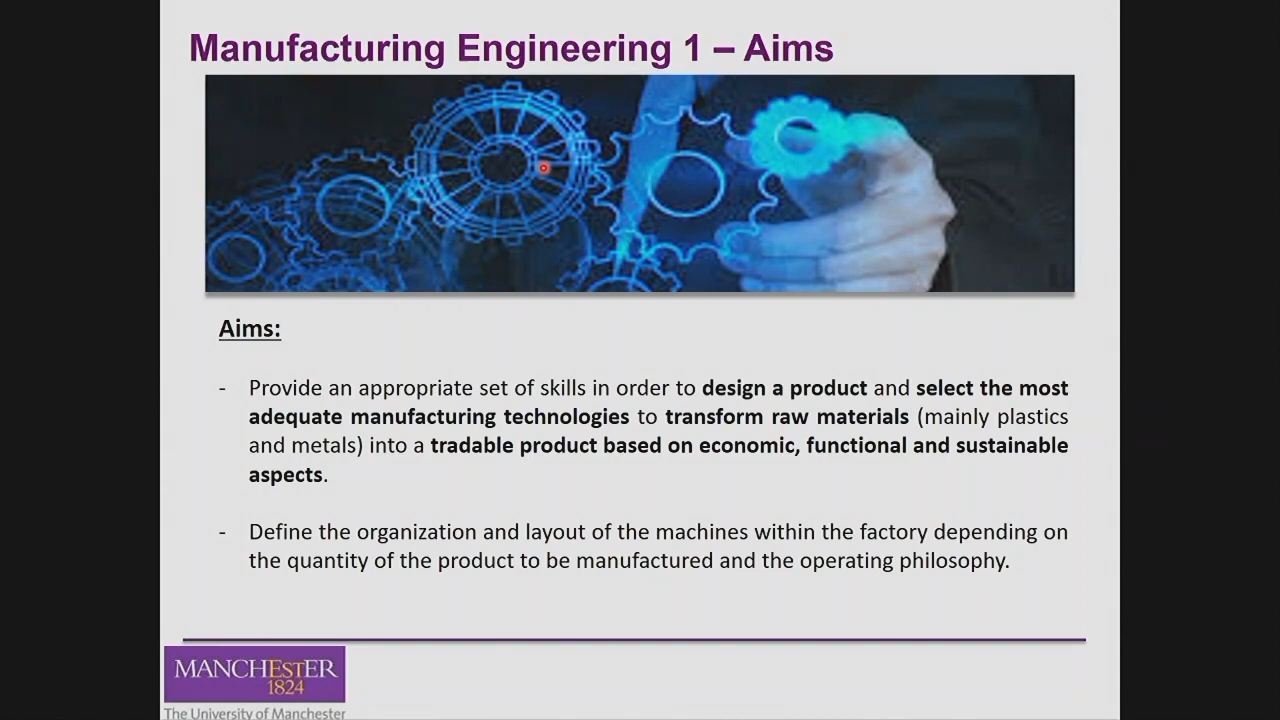 Manufacturing Engineering 1 – Aims
Aims:
- Provide an appropriate set of skills in order to design a product and select the most
adequate manufacturing technologies to transform raw materials (mainly plastics
and metals) into a tradable product based on economic, functional and sustainable
aspects.
- Define the organization and layout of the machines within the factory depending on
the quantity of the product to be manufactured and the operating philosophy.
MANCHESTER
1824
The University of Manchester